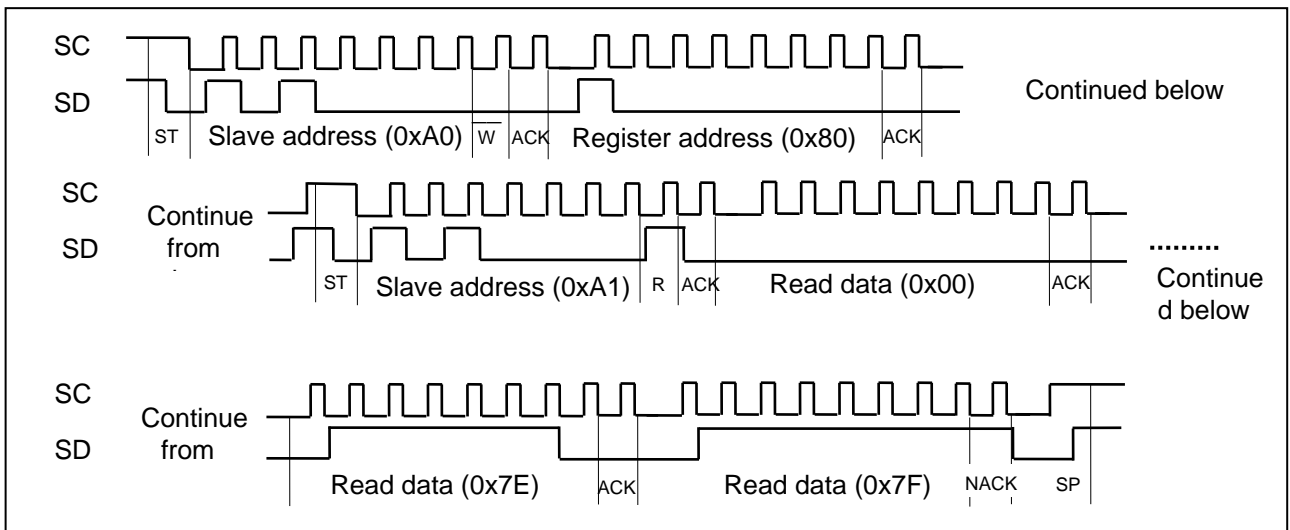 SC
SD
Continued below
ST Slave address (0xA0) W ACK Register address (0x80) ACK
SC
Continue
from
SD
.........
Continue
d below
ST Slave address (0xA1) R ACK Read data (0x00) ACK
SC
Continue
from
SD
Read data (0x7E) ACK Read data (0x7F) NACK SP